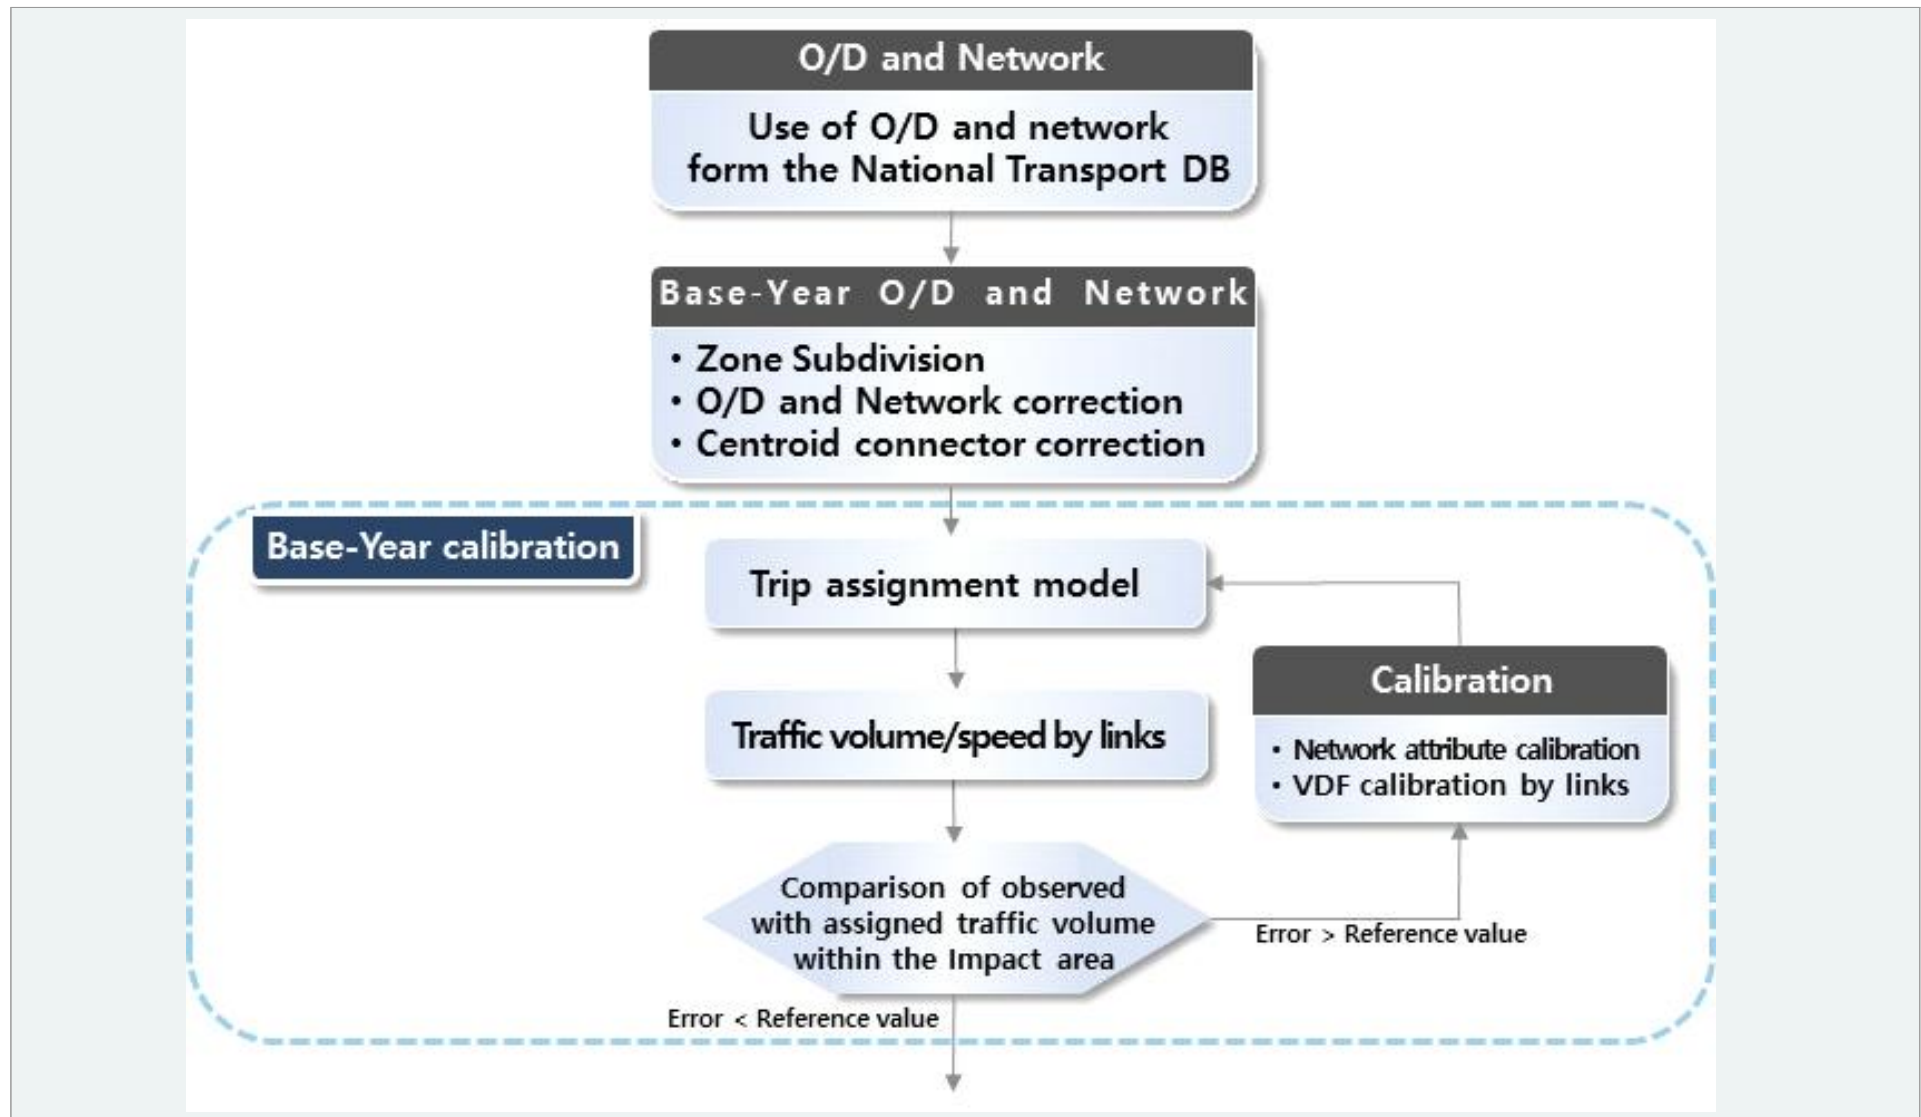 O/D and Network
Use of O/D and network
form the National Transport DB
Base-Year O/D and Network
• Zone Subdivision
• O/D and Network correction
• Centroid connector correction
Base-Year calibration
Trip assignment model
Traffic volume/speed by links
Calibration
• Network attribute calibration
• VDF calibration by links
Comparison of observed
with assigned traffic volume
within the Impact area
Error > Reference value
Error < Reference value